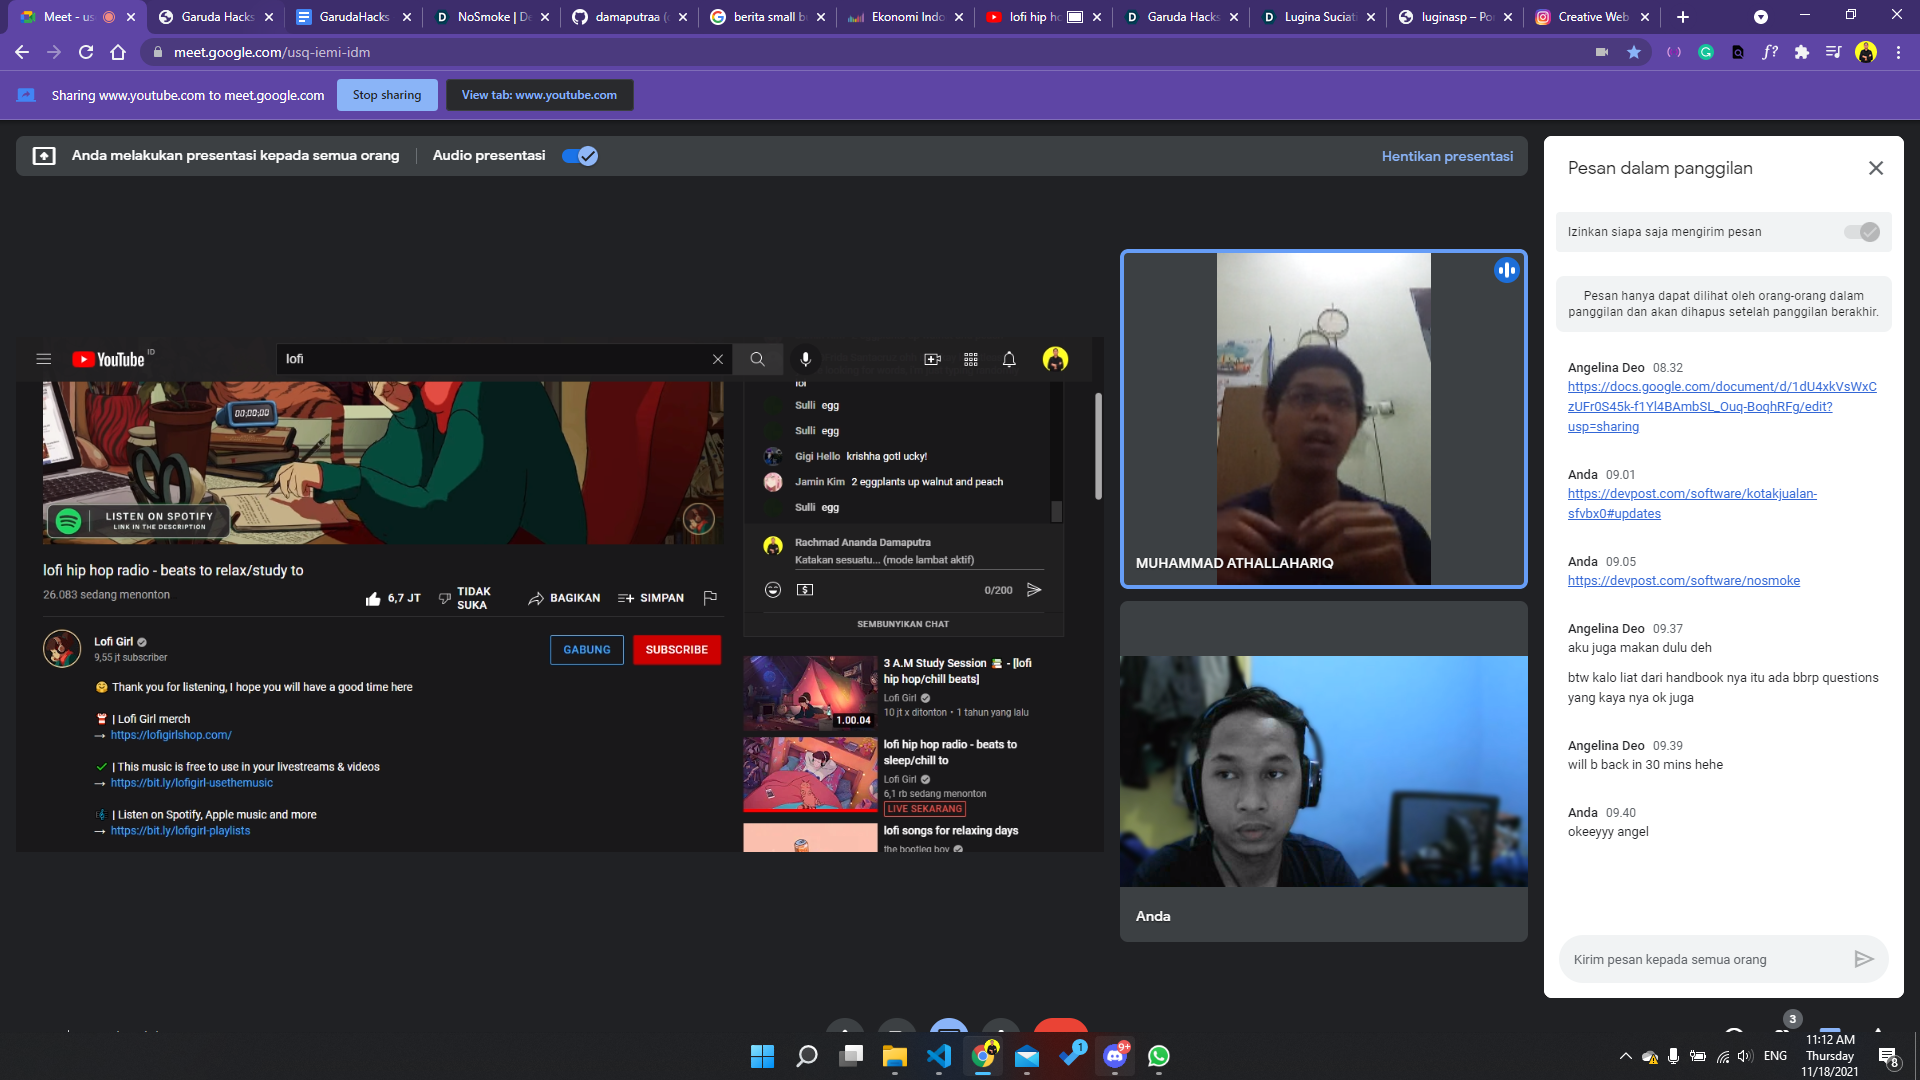 Meet - us
Garuda Hacks
GarudaHacks
NoSmoke | De
damaputraa (
berita small b
Ekonomi Indo
lofi hip ho
Garuda Hacks
Lugina Suciat
luginasp – Po
Creative Web
meet.google.com/usq-iemi-idm
Sharing www.youtube.com to meet.google.com
Stop sharing
View tab: www.youtube.com
Anda melakukan presentasi kepada semua orang
Audio presentasi
Hentikan presentasi
YouTube ID
lofi
lol
Sulli egg
Sulli egg
Gigi Hello krishha gotl ucky!
Jamin Kim 2 eggplants up walnut and peach
Sulli egg
Rachmad Ananda Damaputra
Katakan sesuatu... (mode lambat aktif)
0/200
SEMBUNYIKAN CHAT
00:00:00
LISTEN ON SPOTIFY
LINK IN THE DESCRIPTION
lofi hip hop radio - beats to relax/study to
26.083 sedang menonton
6,7 JT
TIDAK SUKA
BAGIKAN
SIMPAN
Lofi Girl
9,55 jt subscriber
GABUNG
SUBSCRIBE
Thank you for listening, I hope you will have a good time here
| Lofi Girl merch
→ https://lofigirlshop.com/
| This music is free to use in your livestreams & videos
→ https://bit.ly/lofigirl-usethemusic
| Listen on Spotify, Apple music and more
→ https://bit.ly/lofigirl-playlists
3 A.M Study Session - [lofi
hip hop/chill beats]
Lofi Girl
10 jt x ditonton • 1 tahun yang lalu
1.00.04
lofi hip hop radio - beats to
sleep/chill to
Lofi Girl
6,1 rb sedang menonton
LIVE SEKARANG
lofi songs for relaxing days
the bootleg boy
MUHAMMAD ATHALLAHARIQ
Anda
Pesan dalam panggilan
Izinkan siapa saja mengirim pesan
Pesan hanya dapat dilihat oleh orang-orang dalam
panggilan dan akan dihapus setelah panggilan berakhir.
Angelina Deo 08.32
https://docs.google.com/document/d/1dU4xkVsWxC
zUFr0S45k-f1Yl4BAmbSL_Ouq-BoqhRFg/edit?
usp=sharing
Anda 09.01
https://devpost.com/software/kotakjualan-
sfvbx0#updates
Anda 09.05
https://devpost.com/software/nosmoke
Angelina Deo 09.37
aku juga makan dulu deh
btw kalo liat dari handbook nya itu ada bbrp questions
yang kaya nya ok juga
Angelina Deo 09.39
will b back in 30 mins hehe
Anda 09.40
okeeyyy angel
Kirim pesan kepada semua orang
3
1
9+
ENG
11:12 AM
Thursday
11/18/2021
8